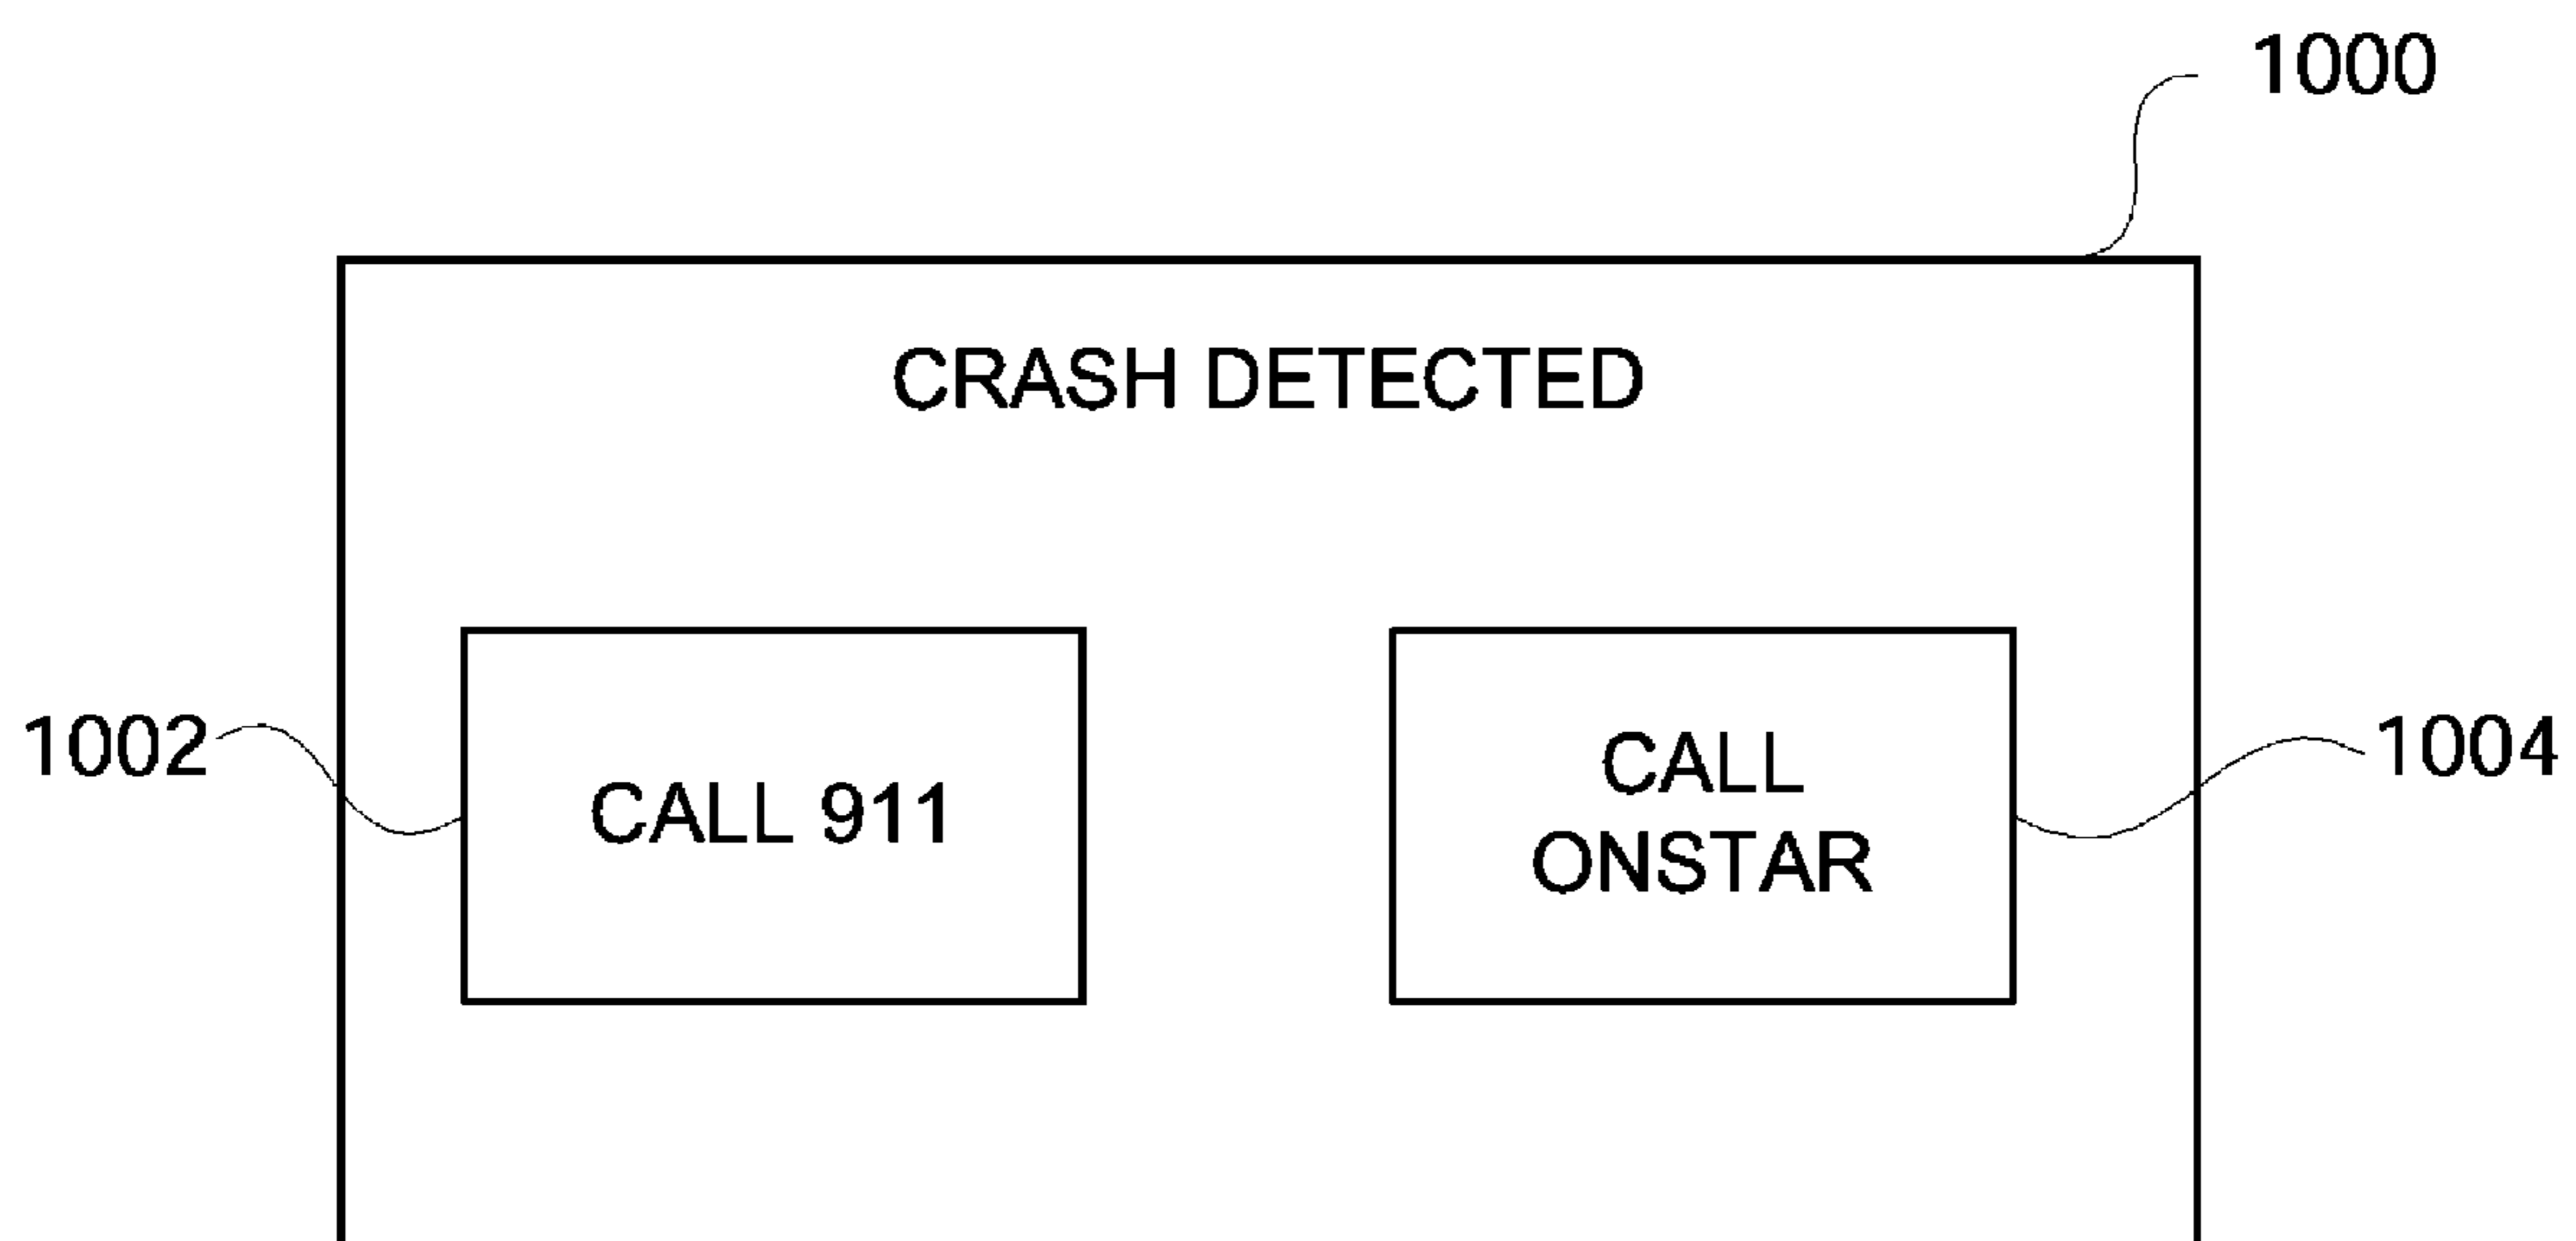 1000
CRASH DETECTED
1002
CALL 911
CALL
ONSTAR
1004